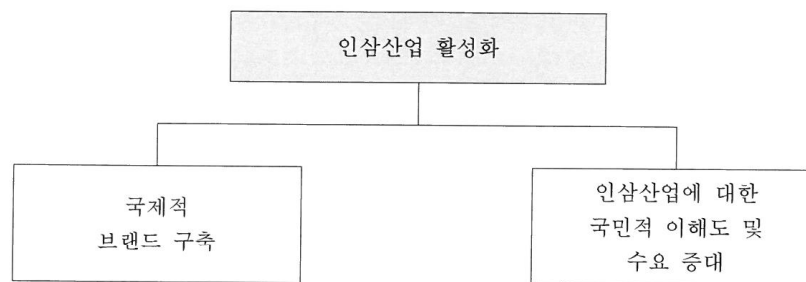 인삼산업 활성화
국제적
브랜드 구축
인삼산업에 대한
국민적 이해도 및
수요 증대